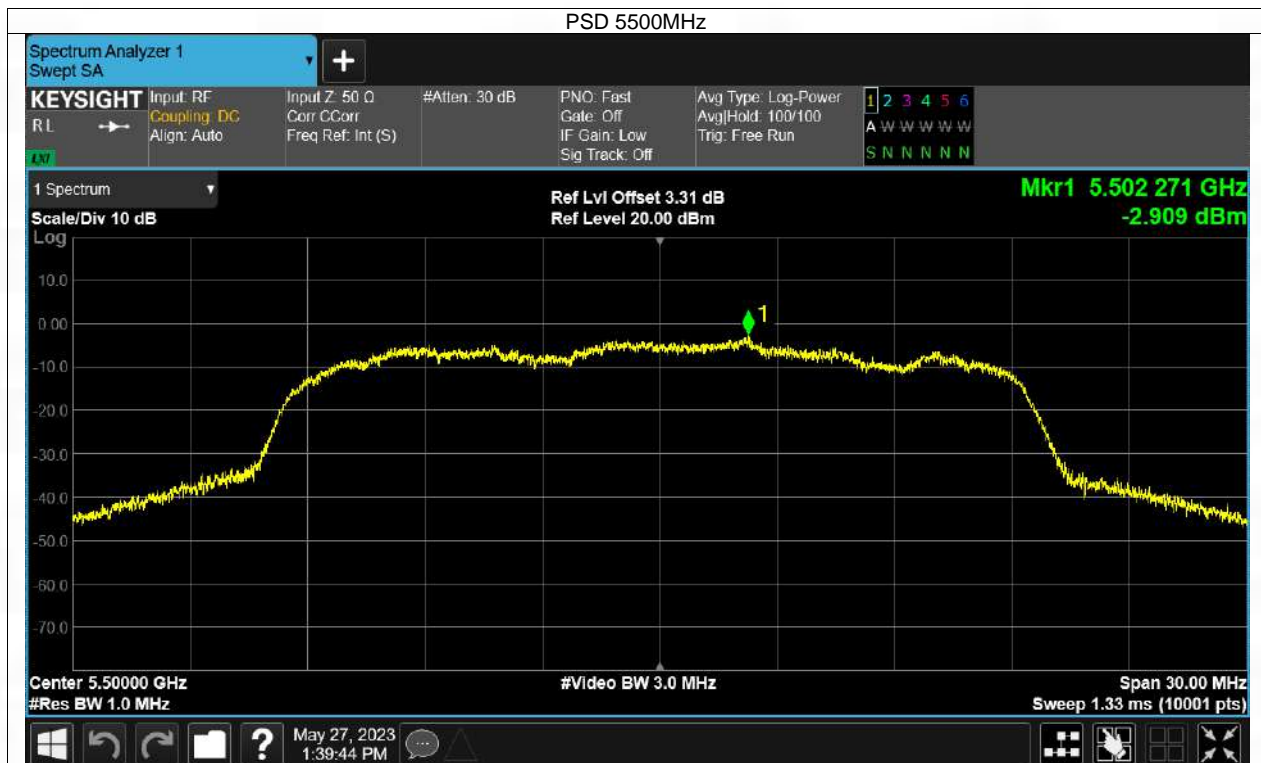 PSD 5500MHz
Spectrum Analyzer 1
Swept SA
+
KEYSIGHT
RL
LXI
Input: RF
Coupling: DC
Align: Auto
Input Z: 50 Ω
Corr CCorr
Freq Ref: Int (S)
#Atten: 30 dB
PNO: Fast
Gate: Off
IF Gain: Low
Sig Track: Off
Avg Type: Log-Power
Avg|Hold: 100/100
Trig: Free Run
1 2 3 4 5 6
A W W W W W
S N N N N N
1 Spectrum
Scale/Div 10 dB
Log
Ref Lvl Offset 3.31 dB
Ref Level 20.00 dBm
Mkr1 5.502 271 GHz
-2.909 dBm
1
10.0
0.00
-10.0
-20.0
-30.0
-40.0
-50.0
-60.0
-70.0
Center 5.50000 GHz
#Res BW 1.0 MHz
#Video BW 3.0 MHz
Span 30.00 MHz
Sweep 1.33 ms (10001 pts)
?
May 27, 2023
1:39:44 PM